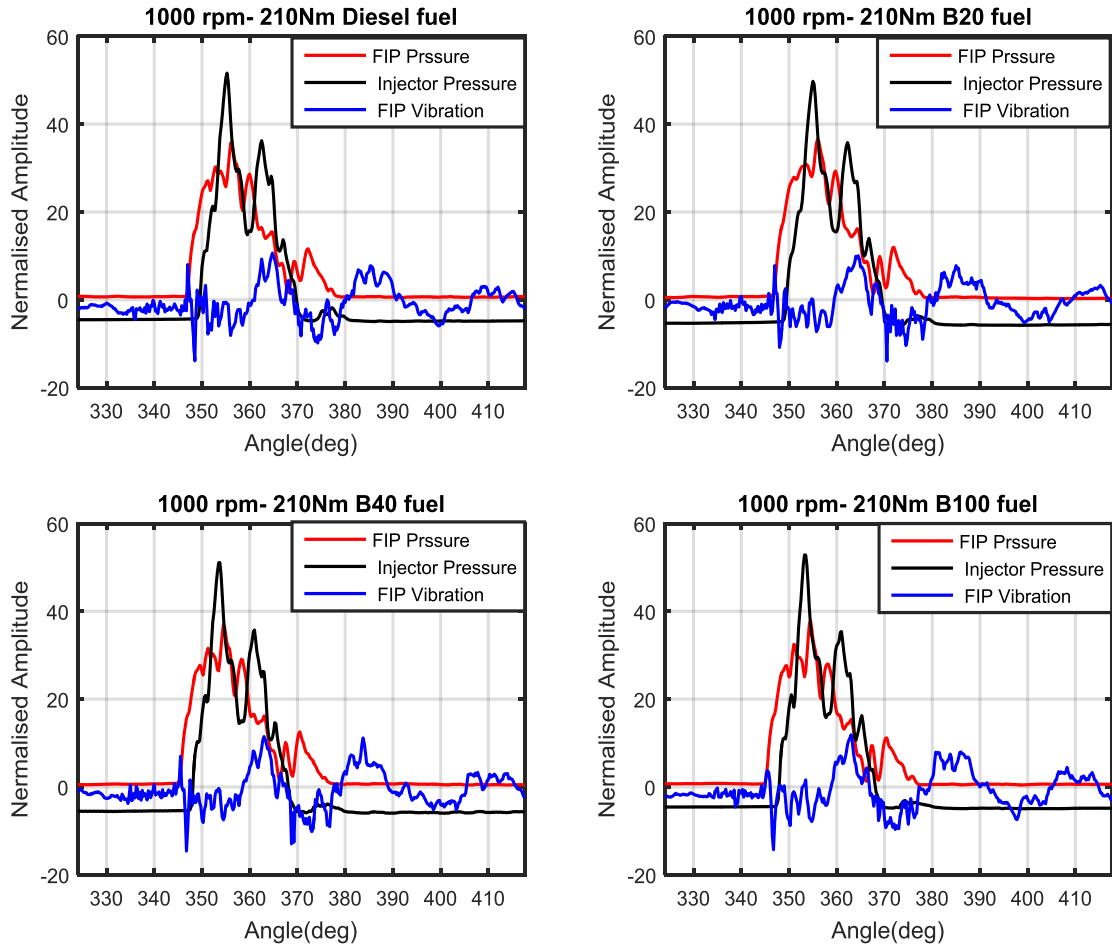 1000 rpm- 210Nm Diesel fuel
60
40
20
0
-20
Nermalised Amplitude
FIP Prssure
Injector Pressure
FIP Vibration
330 340 350 360 370 380 390 400 410
Angle(deg)
1000 rpm- 210Nm B20 fuel
60
40
20
0
-20
Nermalised Amplitude
FIP Prssure
Injector Pressure
FIP Vibration
330 340 350 360 370 380 390 400 410
Angle(deg)
1000 rpm- 210Nm B40 fuel
60
40
20
0
-20
Nermalised Amplitude
FIP Prssure
Injector Pressure
FIP Vibration
330 340 350 360 370 380 390 400 410
Angle(deg)
1000 rpm- 210Nm B100 fuel
60
40
20
0
-20
Nermalised Amplitude
FIP Prssure
Injector Pressure
FIP Vibration
330 340 350 360 370 380 390 400 410
Angle(deg)